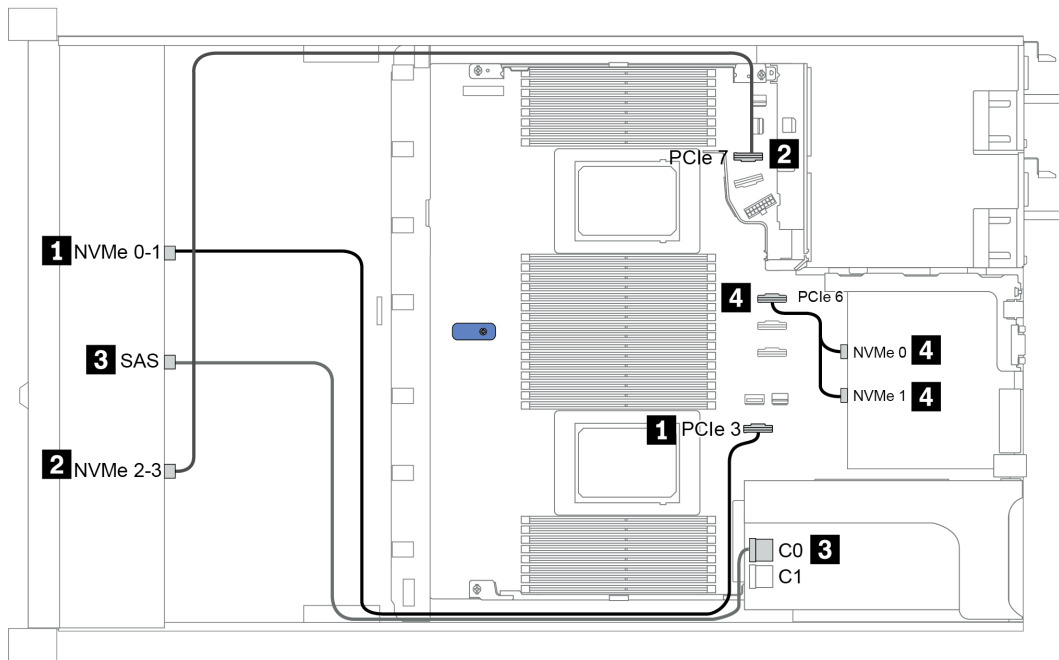 PCIe 7 2
1 NVMe 0-1
4 PCIe 6
3 SAS
NVMe 0 4
NVMe 1 4
1 PCIe 3
2 NVMe 2-3
C0 3
C1